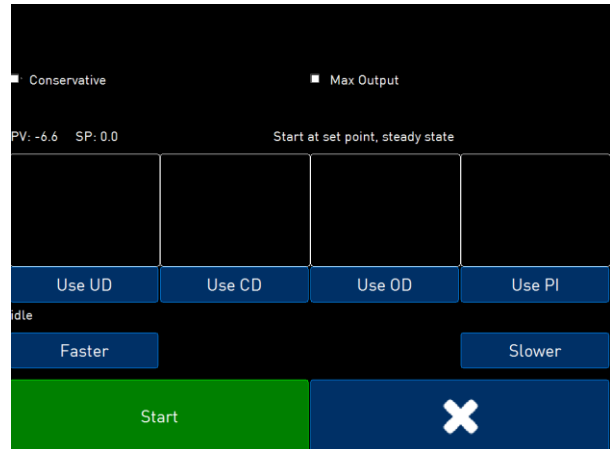 Conservative
Max Output
PV: -6.6 SP: 0.0
Start at set point, steady state
Use UD
Use CD
Use OD
Use PI
idle
Faster
Slower
Start